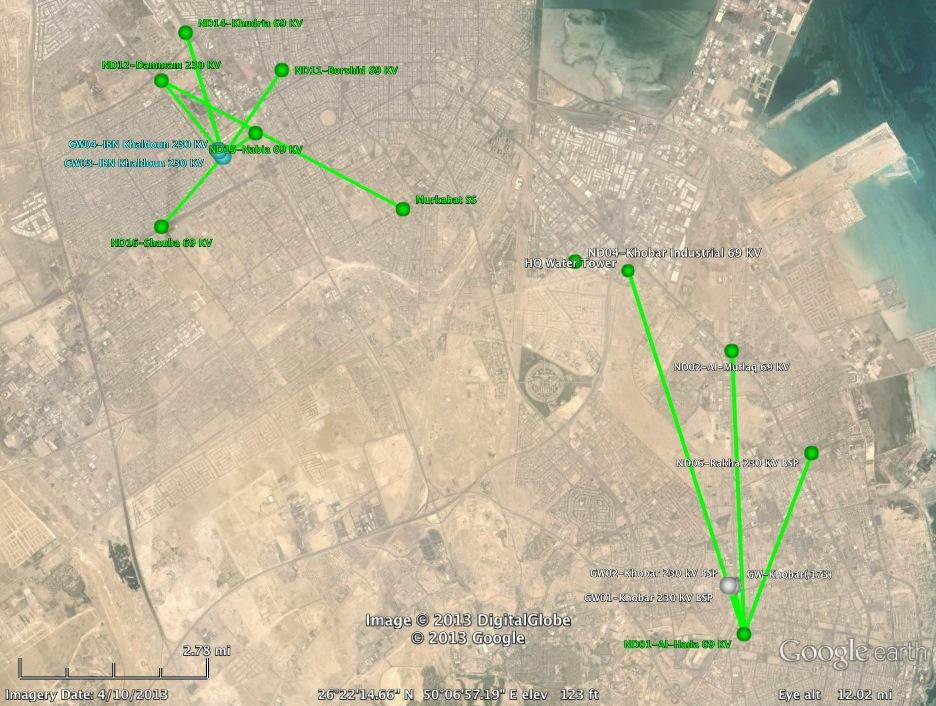 ND14-Khudria 69 KV
ND12-Dammam 230 KV
ND11-Borshid 69 KV
GW04-IBN Khaldoun 230 KV
ND15-Nabia 69 KV
GW03-IBN Khaldoun 230 KV
Murkabat SS
ND16-Shauba 69 KV
ND04-Khobar Industrial 69 KV
HQ Water Tower
ND02-Al-Mutlaq 69 KV
ND06-Rakha 230 KV BSP
GW02-Khobar 230 kV BSP
GW-Khobar(.173)
GW01-Khobar 230 KV BSP
Image © 2013 DigitalGlobe
© 2013 Google
ND01-Al-Hada 69 KV
2.78 mi
Google earth
Imagery Date: 4/10/2013
26°22'14.66" N 50°06'57.19" E elev 123 ft
Eye alt 12.02 mi